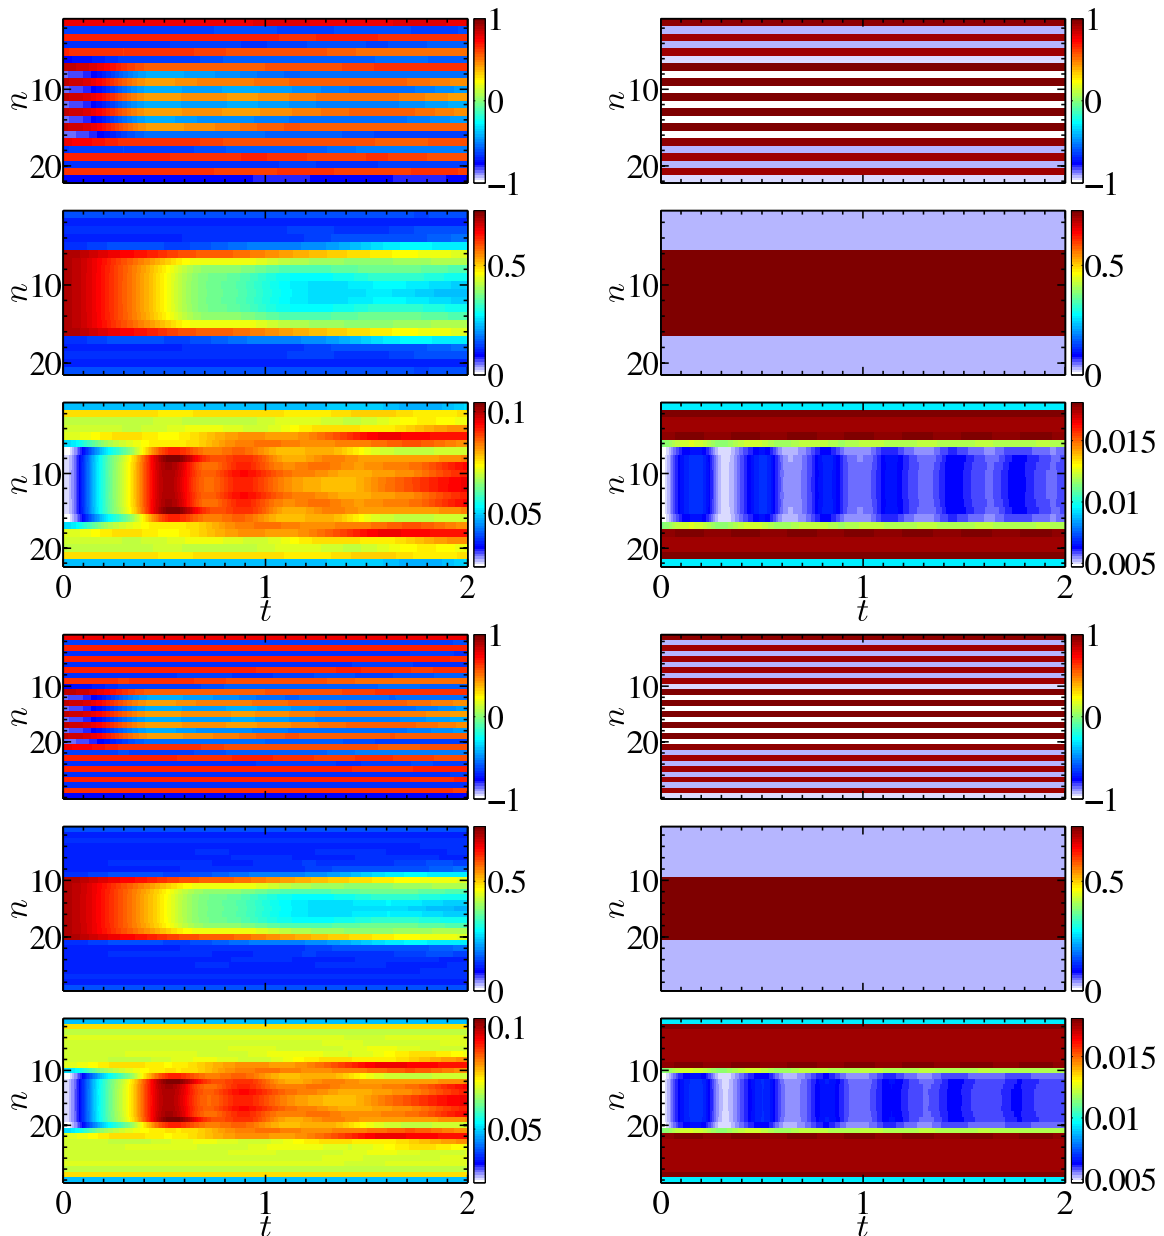 1 1
n 10 0 n 10 0
20 −1 20 −1
n 10 0.5 n 10 0.5
20 0 20 0
0.1 0.015
n 10 n 10 0.01
0.05
20 20 0.005
0 1 2 0 1 2
t t
1 1
10 10
n 0 n 0
20 20
−1 −1
10 0.5 10 0.5
n n
20 20
0 0
0.1 0.015
10 10
n n 0.01
20 0.05 20
0.005
0 1 2 0 1 2
t t